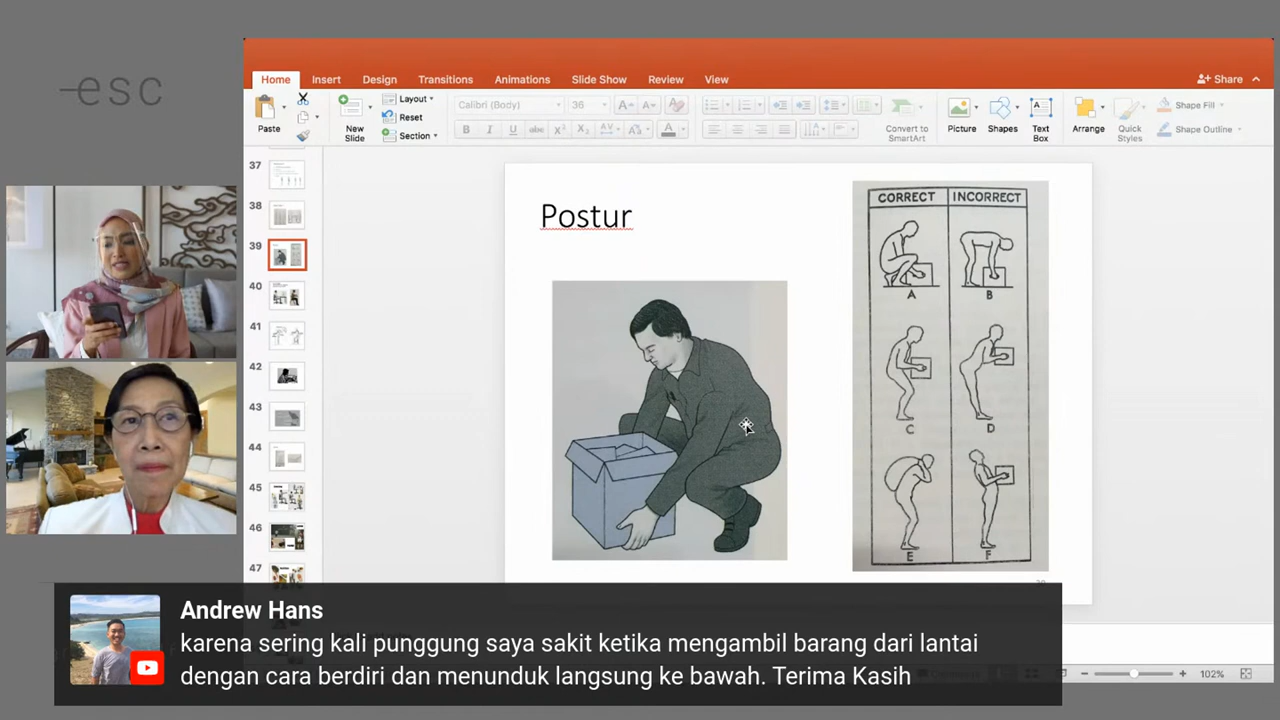 esc
Home Insert Design Transitions Animations Slide Show Review View
Share
Paste
New
Slide
Layout
Reset
Section
Calibri (Body) 36
Convert to
SmartArt
Picture Shapes Text
Box
Arrange Quick
Styles
Shape Fill
Shape Outline
37
38
39
40
41
42
43
44
45
46
47
Postur
CORRECT INCORRECT
A B
C D
E F
102%
Andrew Hans
karena sering kali punggung saya sakit ketika mengambil barang dari lantai
dengan cara berdiri dan menunduk langsung ke bawah. Terima Kasih